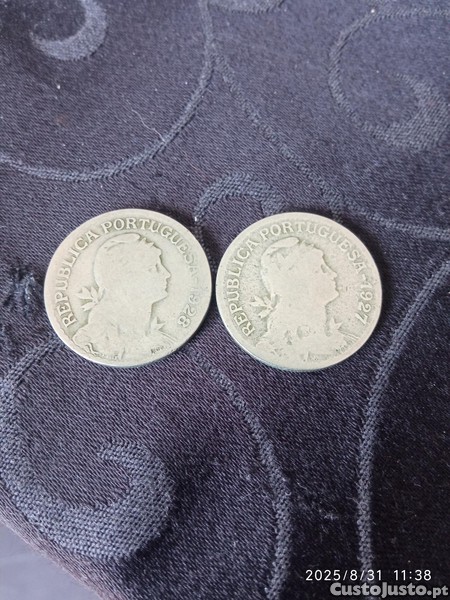 REPUBLICA PORTUGUESA·1928
REPUBLICA PORTUGUESA·1927
2025/8/31 11:38
CustoJusto.pt